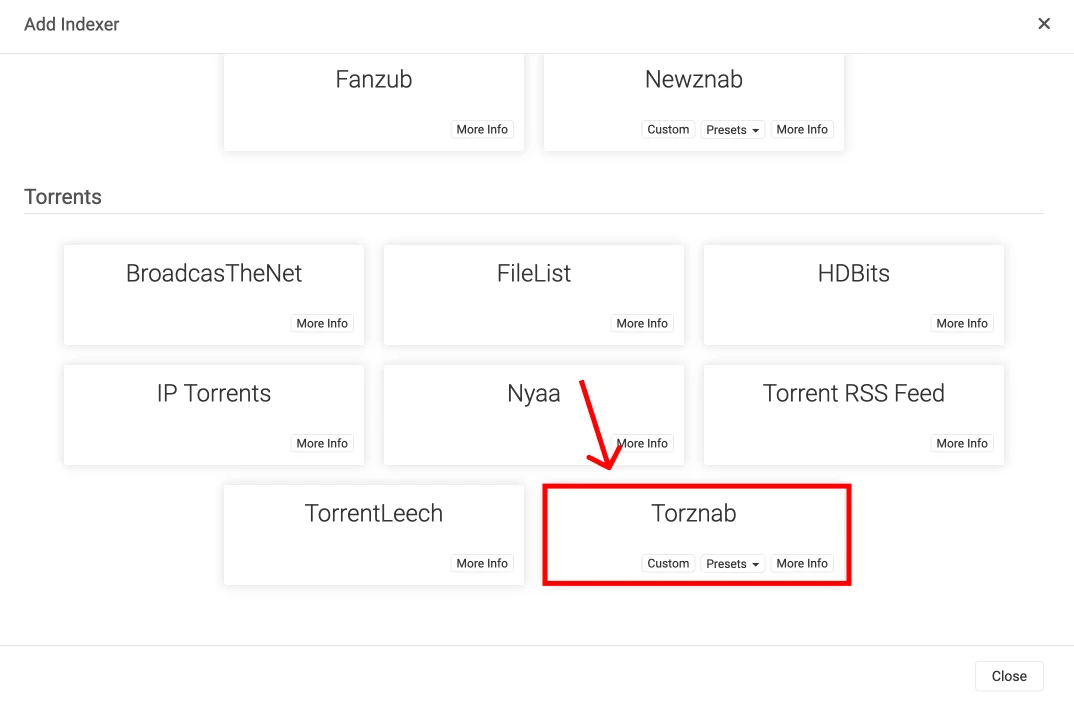 Add Indexer
Fanzub
Newznab
More Info
Custom Presets More Info
Torrents
BroadcasTheNet
FileList
HDBits
More Info
More Info
More Info
IP Torrents
Nyaa
Torrent RSS Feed
More Info
More Info
More Info
TorrentLeech
Torznab
More Info
Custom Presets More Info
Close